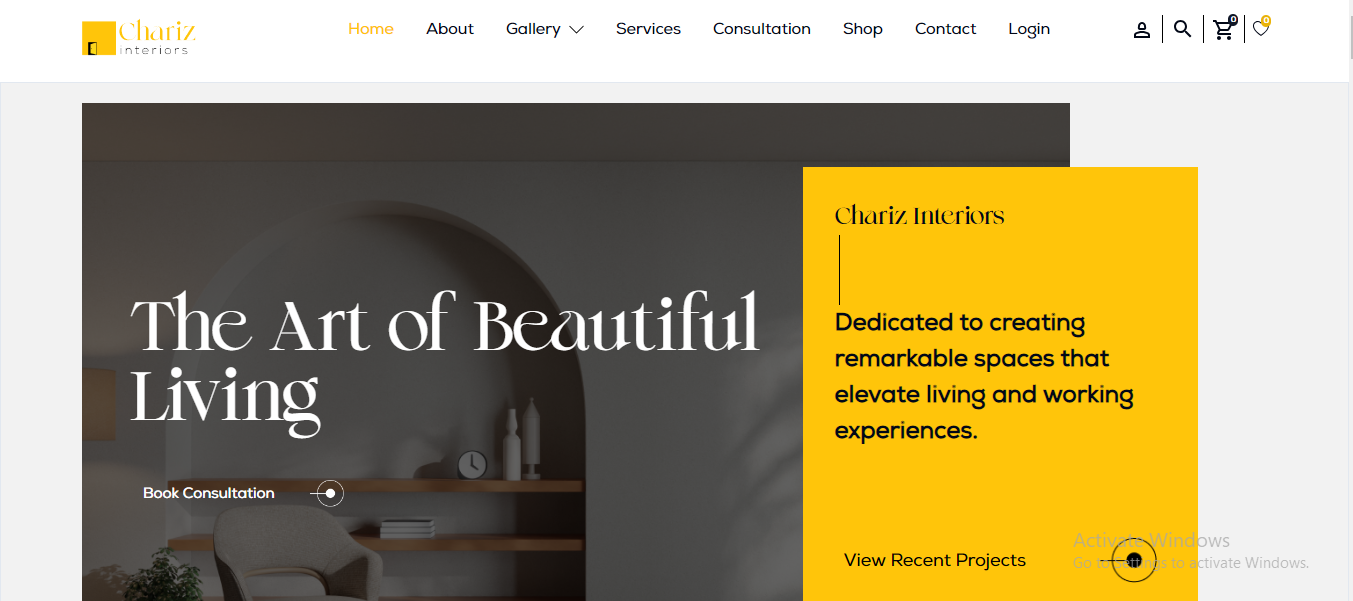 Chariz
interiors
Home About Gallery Services Consultation Shop Contact Login
0
0
Chariz Interiors
The Art of Beautiful
Living
Dedicated to creating
remarkable spaces that
elevate living and working
experiences.
Book Consultation
View Recent Projects
Activate Windows
Go to Settings to activate Windows.